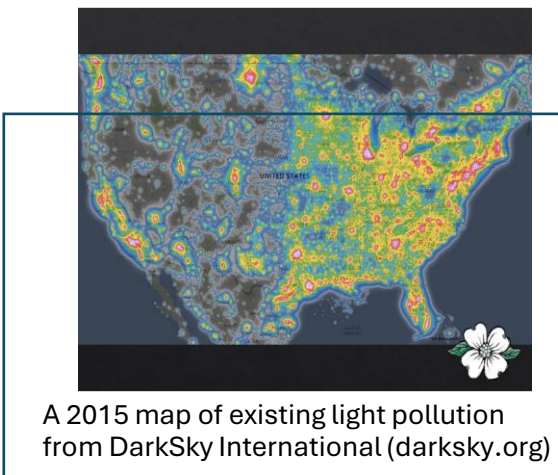 UNITED STATES
A 2015 map of existing light pollution
from DarkSky International (darksky.org)